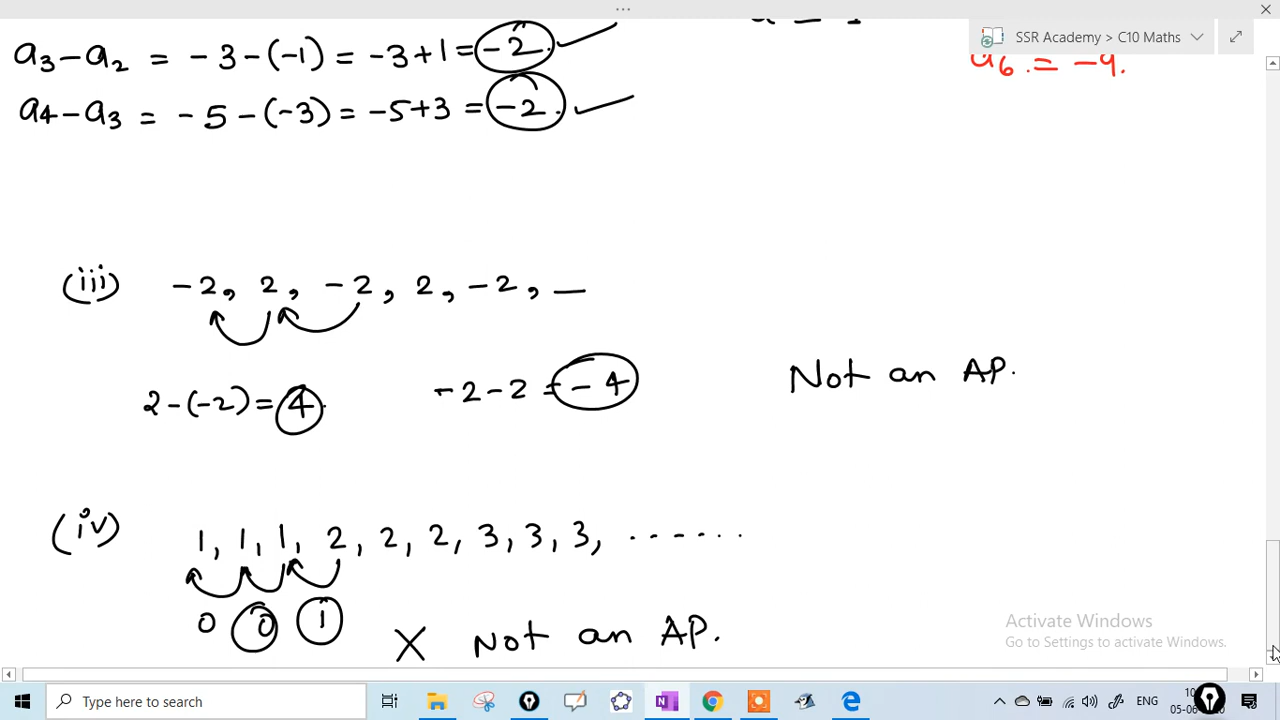 SSR Academy > C10 Maths
a₃-a₂ = -3-(-1) = -3+1 = -2.
a₆ = -9.
a₄-a₃ = -5-(-3) = -5+3 = -2.
(iii) -2, 2, -2, 2, -2, —
2-(-2) = 4.
-2-2 = -4
Not an AP.
(iv) 1, 1, 1, 2, 2, 2, 3, 3, 3, .......
0 0 1
X Not an AP.
Activate Windows
Go to Settings to activate Windows.
Type here to search
ENG